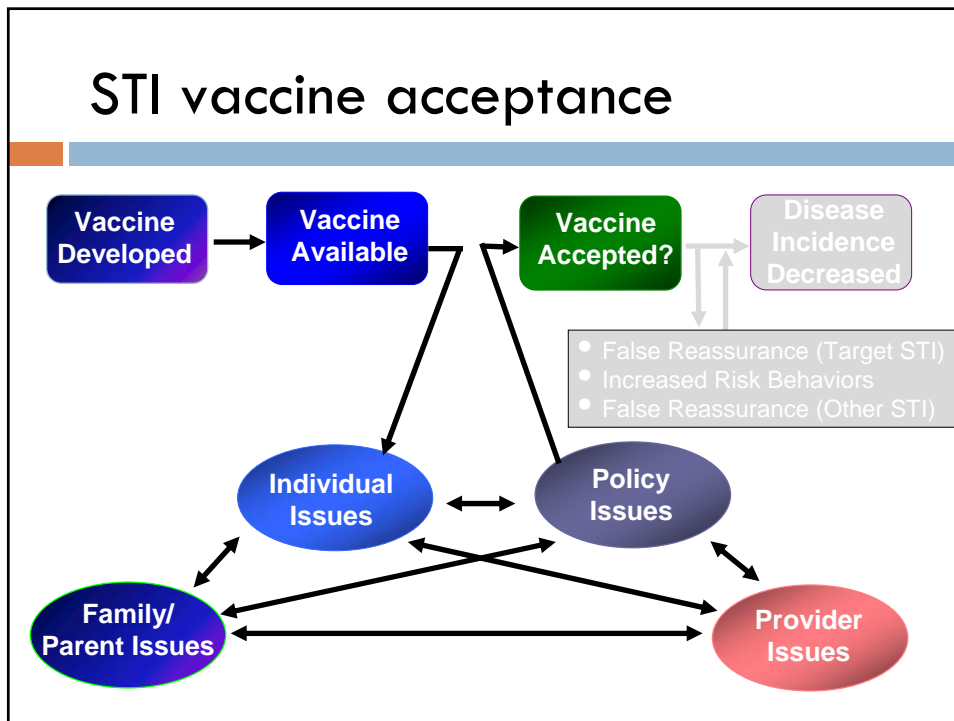 STI vaccine acceptance
Vaccine
Developed
Vaccine
Available
Vaccine
Accepted?
Disease
Incidence
Decreased
• False Reassurance (Target STI)
• Increased Risk Behaviors
• False Reassurance (Other STI)
Individual
Issues
Policy
Issues
Family/
Parent Issues
Provider
Issues